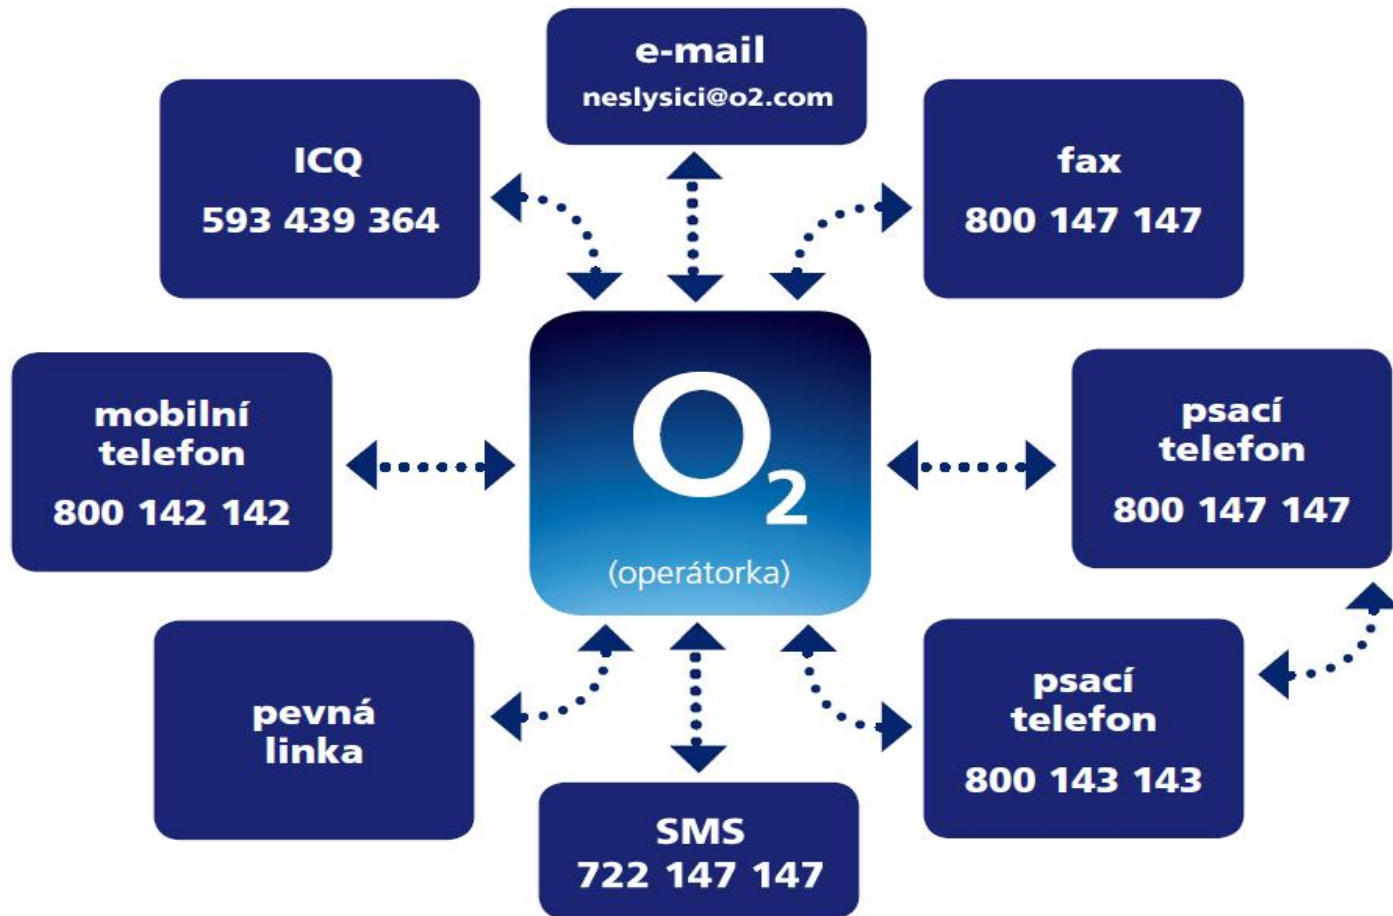 e-mail
neslysici@o2.com
ICQ
593 439 364
fax
800 147 147
mobilní
telefon
800 142 142
O2
(operátorka)
psací
telefon
800 147 147
pevná
linka
SMS
722 147 147
psací
telefon
800 143 143